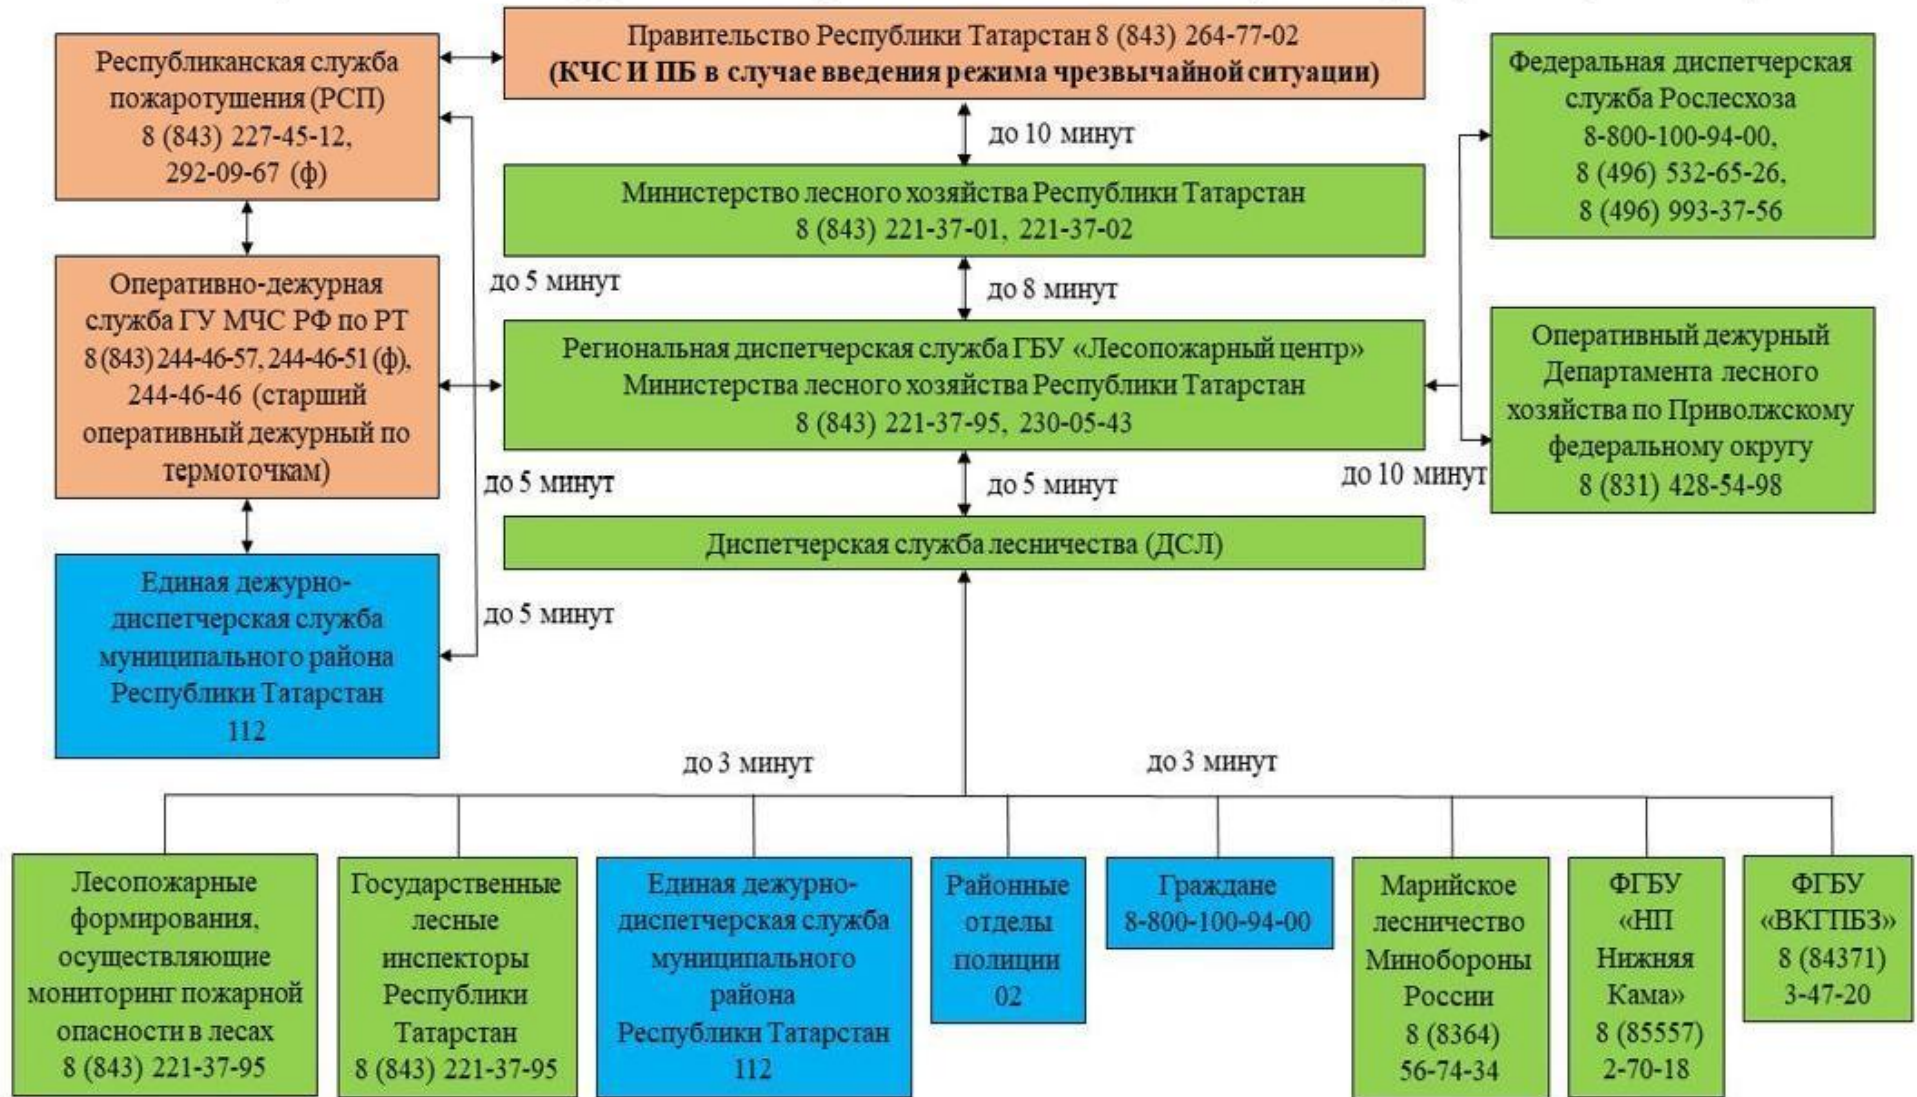 Правительство Республики Татарстан 8 (843) 264-77-02
(КЧС И ПБ в случае введения режима чрезвычайной ситуации)
Республиканская служба
пожаротушения (РСП)
8 (843) 227-45-12,
292-09-67 (ф)
Федеральная диспетчерская
служба Рослесхоза
8-800-100-94-00,
8 (496) 532-65-26,
8 (496) 993-37-56
до 10 минут
Министерство лесного хозяйства Республики Татарстан
8 (843) 221-37-01, 221-37-02
до 5 минут
до 8 минут
Оперативно-дежурная
служба ГУ МЧС РФ по РТ
8 (843) 244-46-57, 244-46-51 (ф),
244-46-46 (старший
оперативный дежурный по
термоточкам)
Региональная диспетчерская служба ГБУ «Лесопожарный центр»
Министерства лесного хозяйства Республики Татарстан
8 (843) 221-37-95, 230-05-43
Оперативный дежурный
Департамента лесного
хозяйства по Приволжскому
федеральному округу
8 (831) 428-54-98
до 5 минут
до 5 минут
до 10 минут
Диспетчерская служба лесничества (ДСЛ)
Единая дежурно-
диспетчерская служба
муниципального района
Республики Татарстан
112
до 5 минут
до 3 минут
до 3 минут
Лесопожарные
формирования,
осуществляющие
мониторинг пожарной
опасности в лесах
8 (843) 221-37-95
Государственные
лесные
инспекторы
Республики
Татарстан
8 (843) 221-37-95
Единая дежурно-
диспетчерская служба
муниципального
района
Республики Татарстан
112
Районные
отделы
полиции
02
Граждане
8-800-100-94-00
Марийское
лесничество
Минобороны
России
8 (8364)
56-74-34
ФГБУ
«НП
Нижняя
Кама»
8 (85557)
2-70-18
ФГБУ
«ВКГПБЗ»
8 (84371)
3-47-20